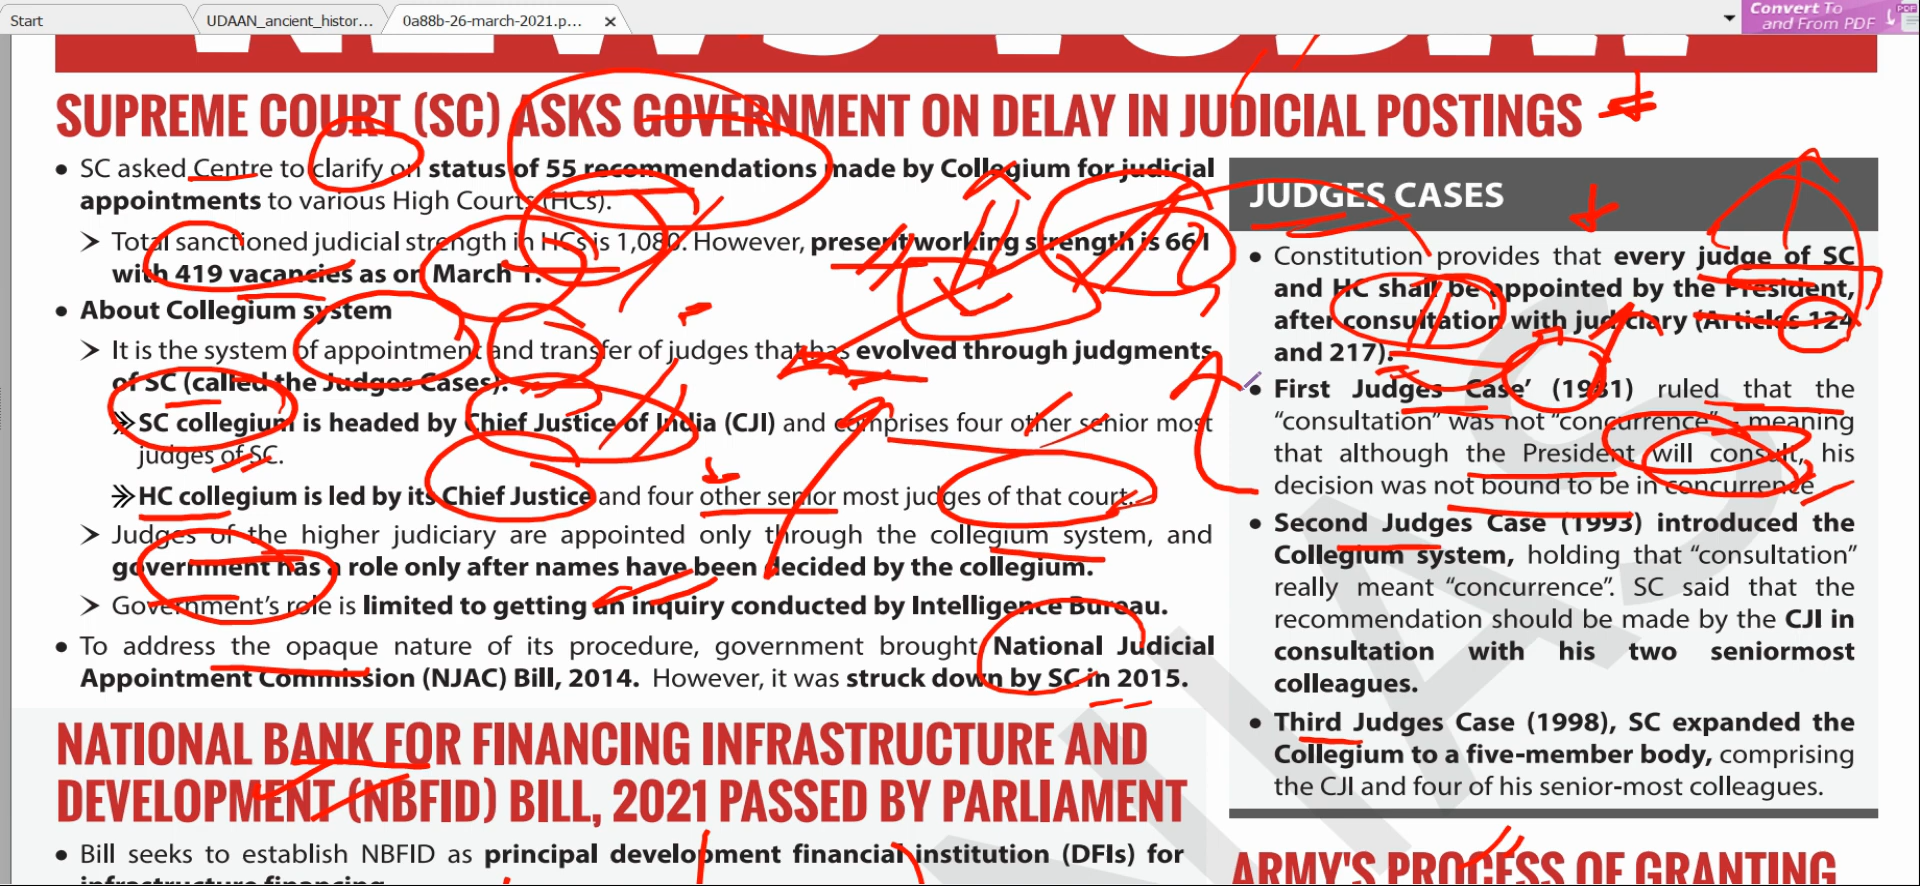 Start
UDAAN_ancient_histor...
0a88b-26-march-2021.p...
Convert To
and From PDF
PDF
SUPREME COURT (SC) ASKS GOVERNMENT ON DELAY IN JUDICIAL POSTINGS
• SC asked Centre to clarify on status of 55 recommendations made by Collegium for judicial
appointments to various High Courts (HCs).
➤ Total sanctioned judicial strength in HCs is 1,080. However, present working strength is 661
with 419 vacancies as on March 1.
• About Collegium system
➤ It is the system of appointment and transfer of judges that has evolved through judgments
of SC (called the Judges Cases).
SC collegium is headed by Chief Justice of India (CJI) and comprises four other senior most
judges of SC.
HC collegium is led by its Chief Justice and four other senior most judges of that court.
➤ Judges of the higher judiciary are appointed only through the collegium system, and
government has a role only after names have been decided by the collegium.
➤ Government’s role is limited to getting an inquiry conducted by Intelligence Bureau.
• To address the opaque nature of its procedure, government brought National Judicial
Appointment Commission (NJAC) Bill, 2014. However, it was struck down by SC in 2015.
NATIONAL BANK FOR FINANCING INFRASTRUCTURE AND
DEVELOPMENT (NBFID) BILL, 2021 PASSED BY PARLIAMENT
• Bill seeks to establish NBFID as principal development financial institution (DFIs) for
infrastructure financing
JUDGES CASES
• Constitution provides that every judge of SC
and HC shall be appointed by the President,
after consultation with judiciary (Articles 124
and 217).
• First Judges Case’ (1981) ruled that the
“consultation” was not “concurrence” - meaning
that although the President will consult, his
decision was not bound to be in concurrence
• Second Judges Case (1993) introduced the
Collegium system, holding that “consultation”
really meant “concurrence”. SC said that the
recommendation should be made by the CJI in
consultation with his two seniormost
colleagues.
• Third Judges Case (1998), SC expanded the
Collegium to a five-member body, comprising
the CJI and four of his senior-most colleagues.
ARMY'S PROCESS OF GRANTING